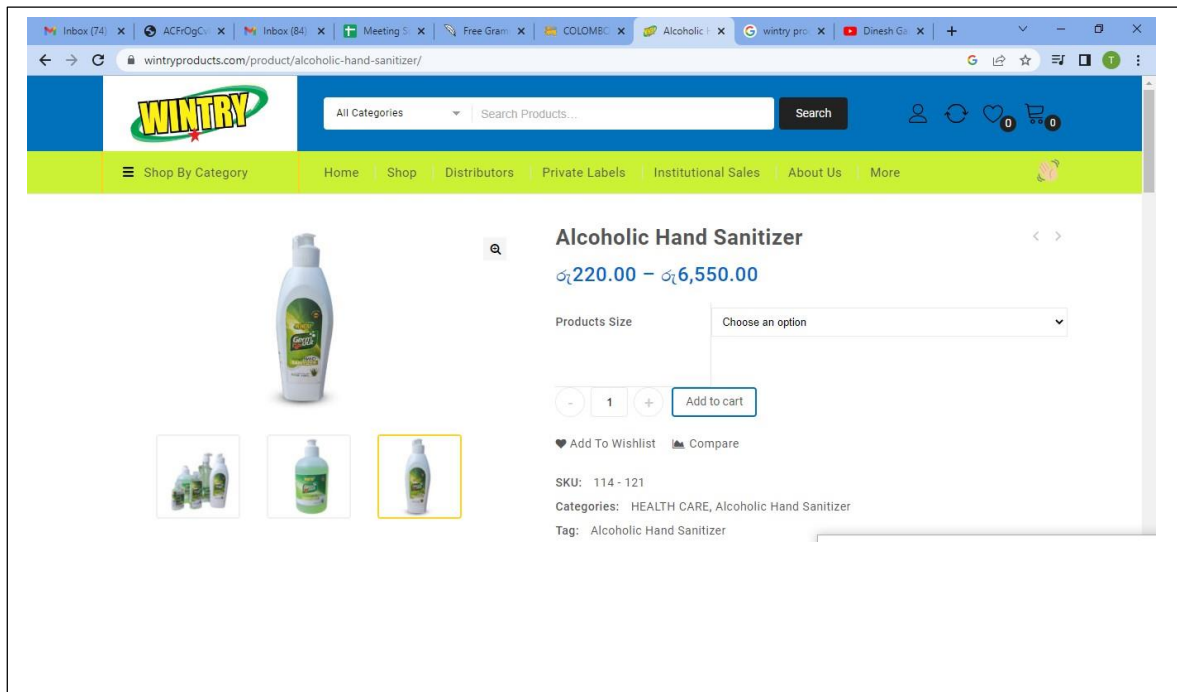 Inbox (74) ACFrOgCv Inbox (84) Meeting S Free Gram COLOMBO Alcoholic H wintry pro Dinesh Ga
wintryproducts.com/product/alcoholic-hand-sanitizer/ T
WINTRY All Categories Search Products... Search 0 0
Shop By Category Home Shop Distributors Private Labels Institutional Sales About Us More
Alcoholic Hand Sanitizer
රු220.00 – රු6,550.00
Products Size Choose an option
- 1 + Add to cart
Add To Wishlist Compare
SKU: 114 - 121
Categories: HEALTH CARE, Alcoholic Hand Sanitizer
Tag: Alcoholic Hand Sanitizer